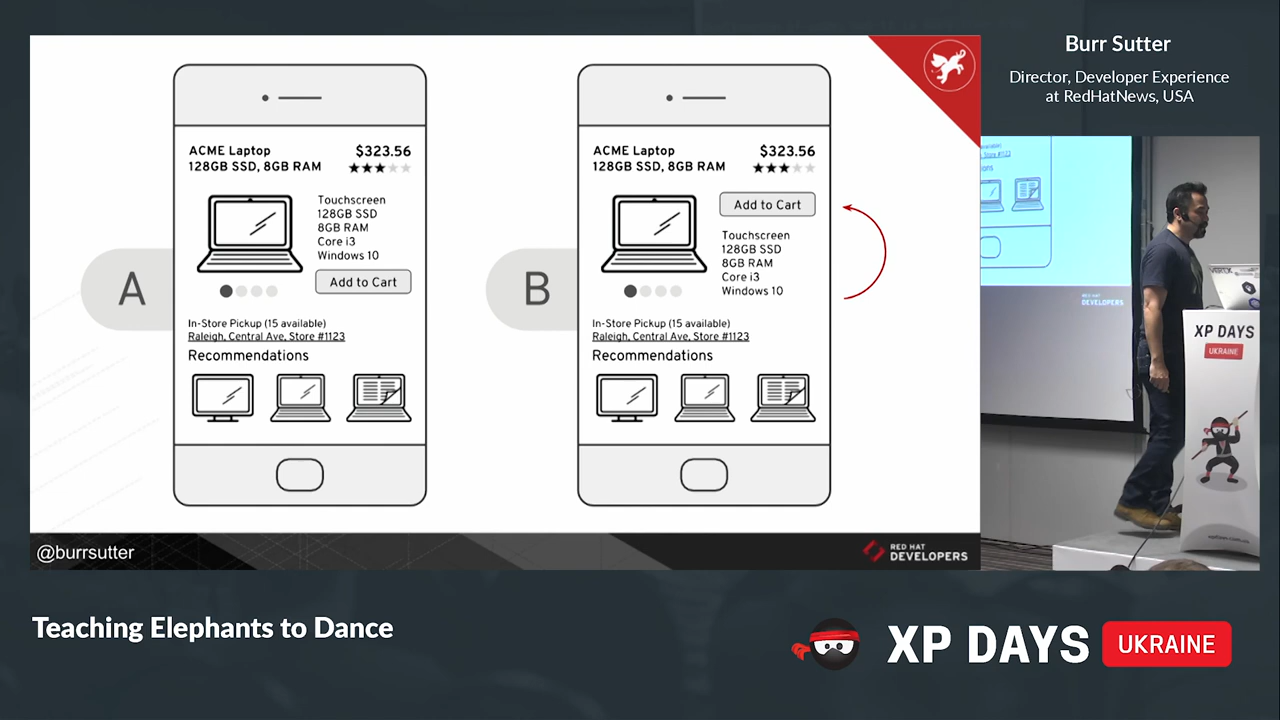 Burr Sutter
Director, Developer Experience
at RedHatNews, USA
ACME Laptop
$323.56
128GB SSD, 8GB RAM
Touchscreen
128GB SSD
8GB RAM
Core i3
Windows 10
Add to Cart
A
In-Store Pickup (15 available)
Raleigh, Central Ave, Store #1123
Recommendations
ACME Laptop
$323.56
128GB SSD, 8GB RAM
Add to Cart
Touchscreen
128GB SSD
8GB RAM
Core i3
Windows 10
B
In-Store Pickup (15 available)
Raleigh, Central Ave, Store #1123
Recommendations
@burrsutter
RED HAT
DEVELOPERS
RED HAT
DEVELOPERS
XP DAYS
UKRAINE
Teaching Elephants to Dance
XP DAYS
UKRAINE